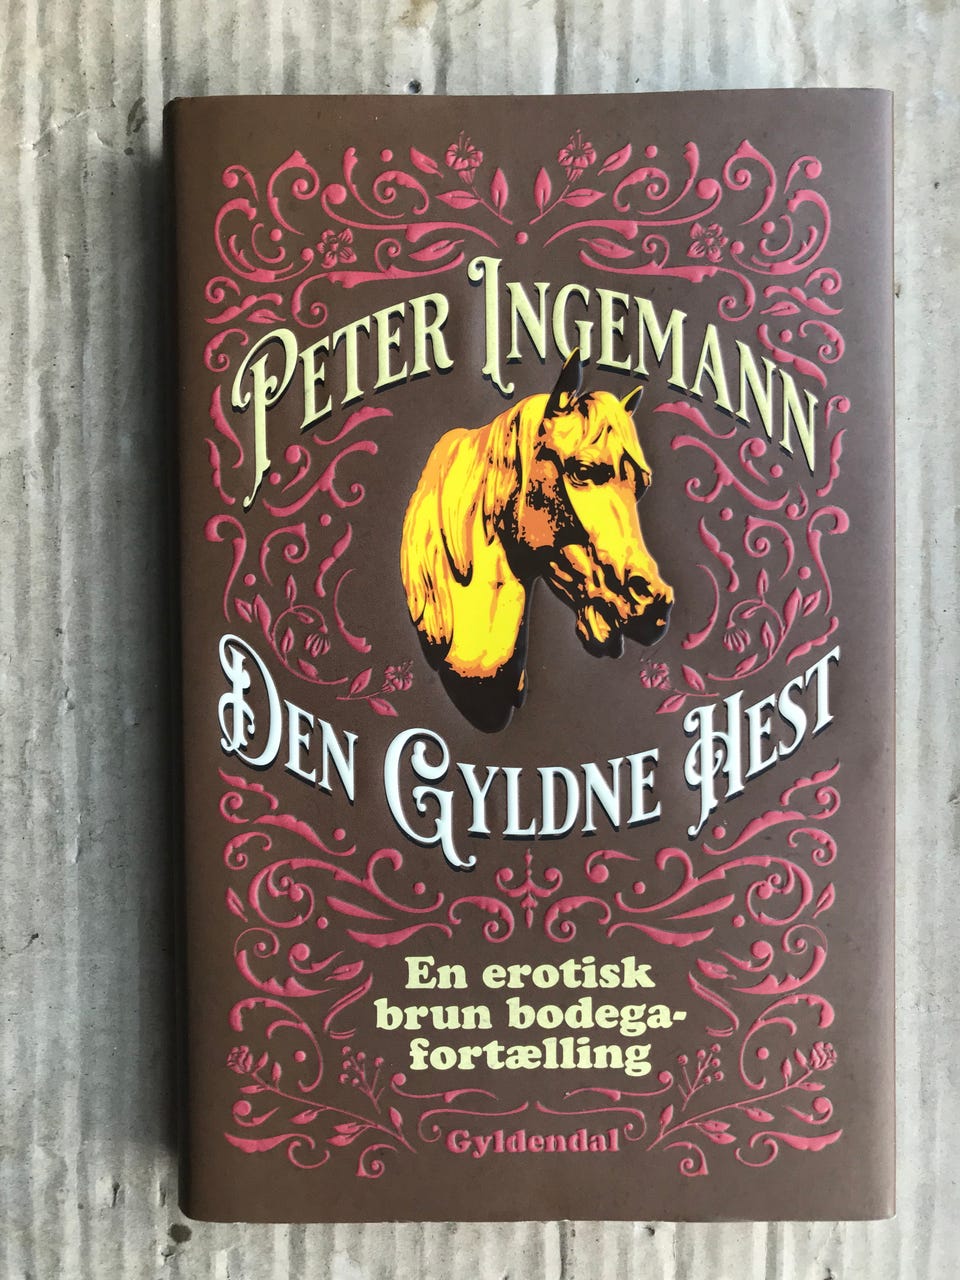 Peter Ingemann
Den Gyldne Hest
En erotisk
brun bodega-
fortælling
Gyldendal